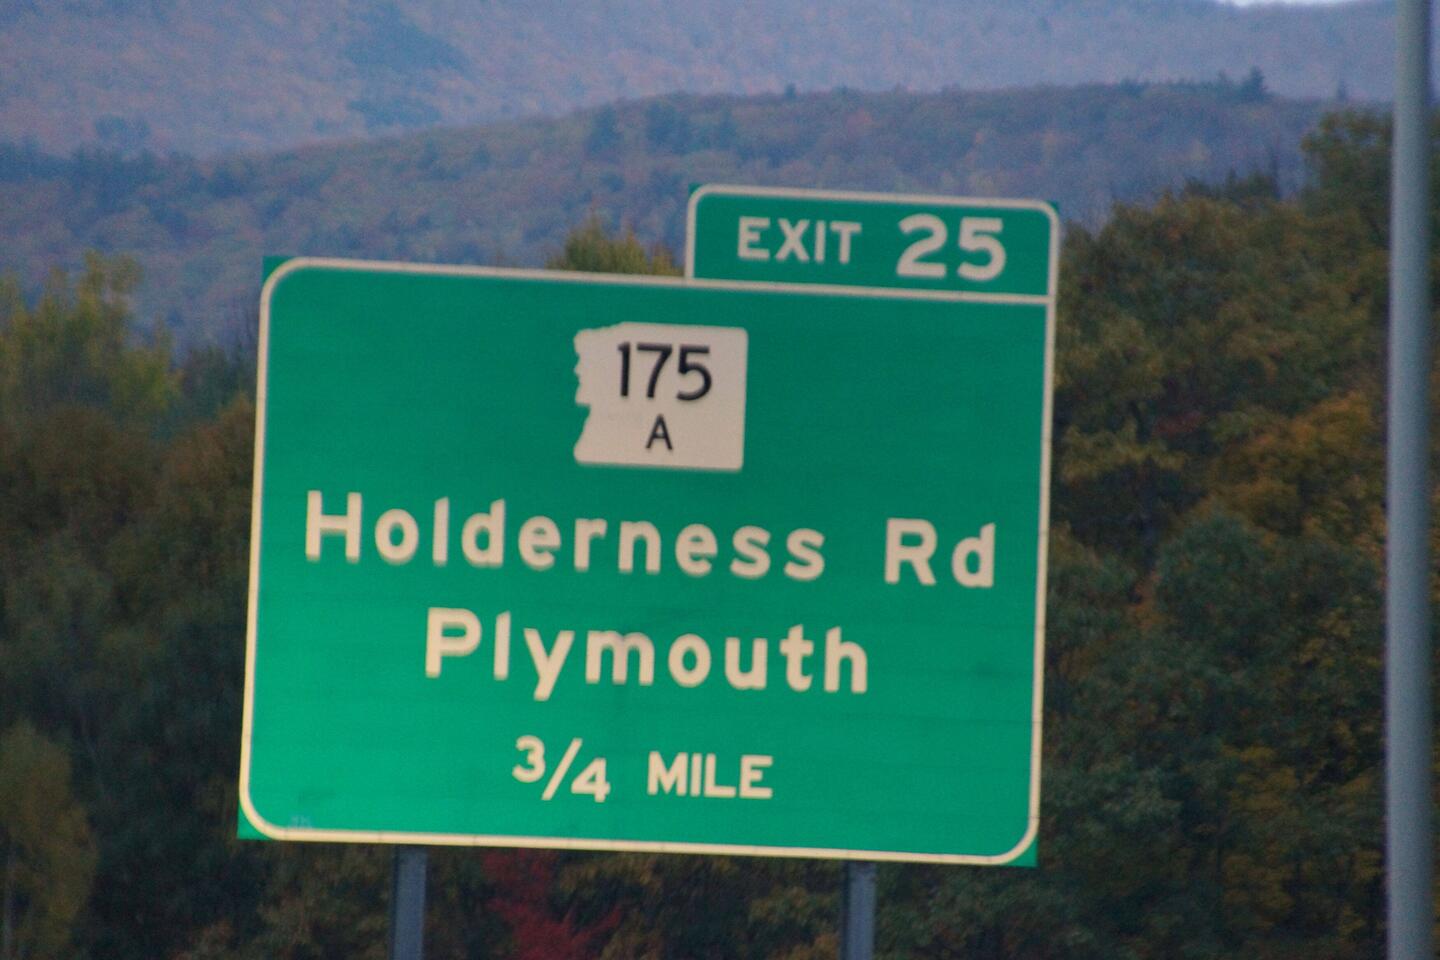 EXIT 25
175
A
Holderness Rd
Plymouth
3/4 MILE